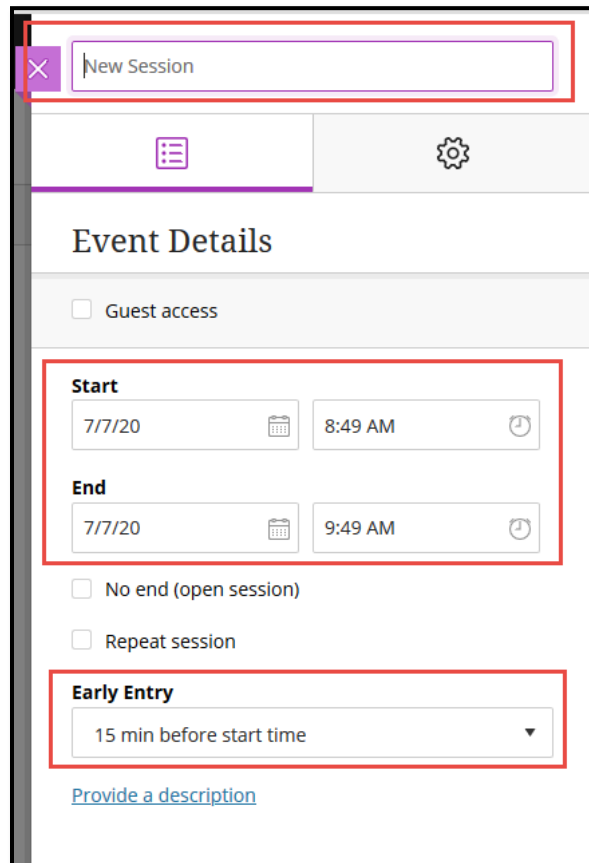 New Session
Event Details
Guest access
Start
7/7/20 8:49 AM
End
7/7/20 9:49 AM
No end (open session)
Repeat session
Early Entry
15 min before start time
Provide a description